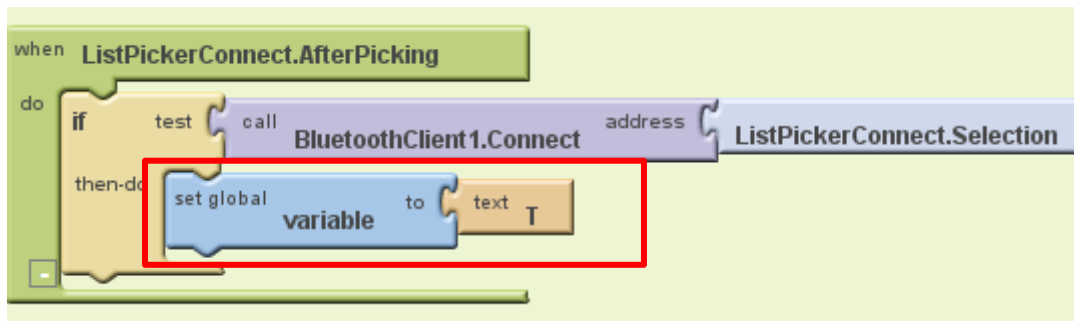 when ListPickerConnect.AfterPicking
do if test call BluetoothClient1.Connect address ListPickerConnect.Selection
then-do set global variable to text T
-